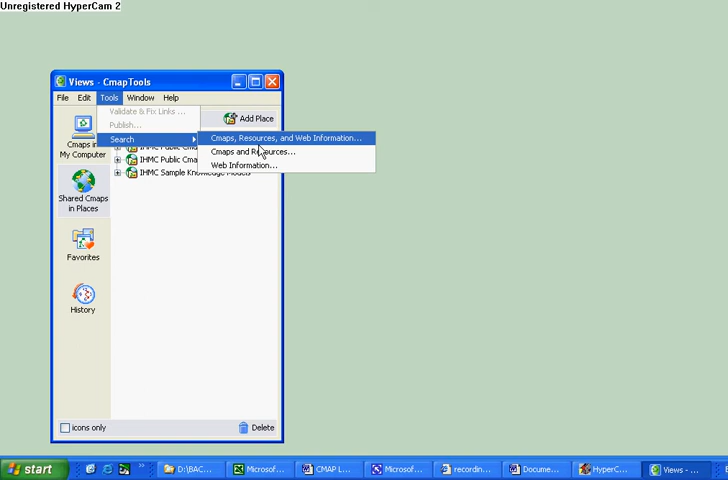 Unregistered HyperCam 2
Views - CmapTools
File Edit Tools Window Help
Validate & Fix Links ...
Publish...
Search
Add Place
Cmaps, Resources, and Web Information...
Cmaps and Resources...
Web Information...
Cmaps in
My Computer
IHMC Public Cma
IHMC Sample Knowledge Models
Shared Cmaps
in Places
Favorites
History
icons only
Delete
start
D:\BAC...
Microsof...
CMAP L...
Microsof...
recordin...
Docume...
HyperC...
Views - ...